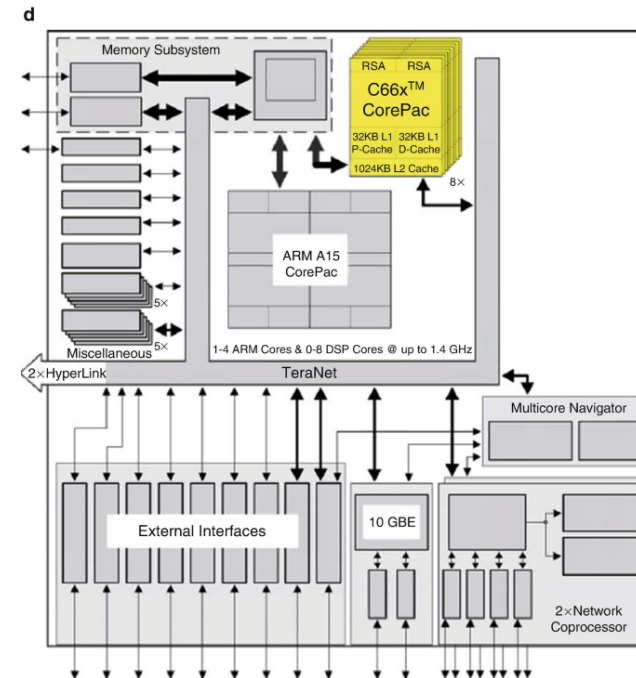 d
Memory Subsystem
RSA RSA
C66x™
CorePac
32KB L1 32KB L1
P-Cache D-Cache
1024KB L2 Cache
8×
ARM A15
CorePac
5×
5×
Miscellaneous
1-4 ARM Cores & 0-8 DSP Cores @ up to 1.4 GHz
2×HyperLink
TeraNet
Multicore Navigator
External Interfaces
10 GBE
2×Network
Coprocessor